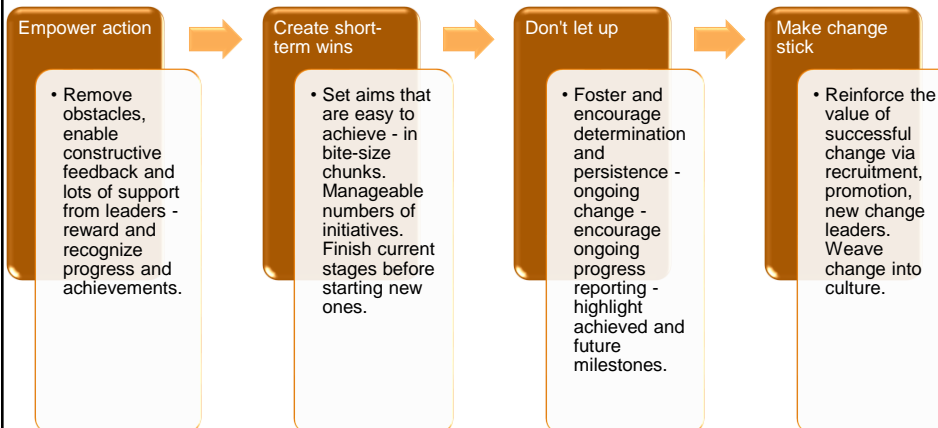 Empower action
• Remove
obstacles,
enable
constructive
feedback and
lots of support
from leaders -
reward and
recognize
progress and
achievements.
Create short-
term wins
• Set aims that
are easy to
achieve - in
bite-size
chunks.
Manageable
numbers of
initiatives.
Finish current
stages before
starting new
ones.
Don't let up
• Foster and
encourage
determination
and
persistence -
ongoing
change -
encourage
ongoing
progress
reporting -
highlight
achieved and
future
milestones.
Make change
stick
• Reinforce the
value of
successful
change via
recruitment,
promotion,
new change
leaders.
Weave
change into
culture.